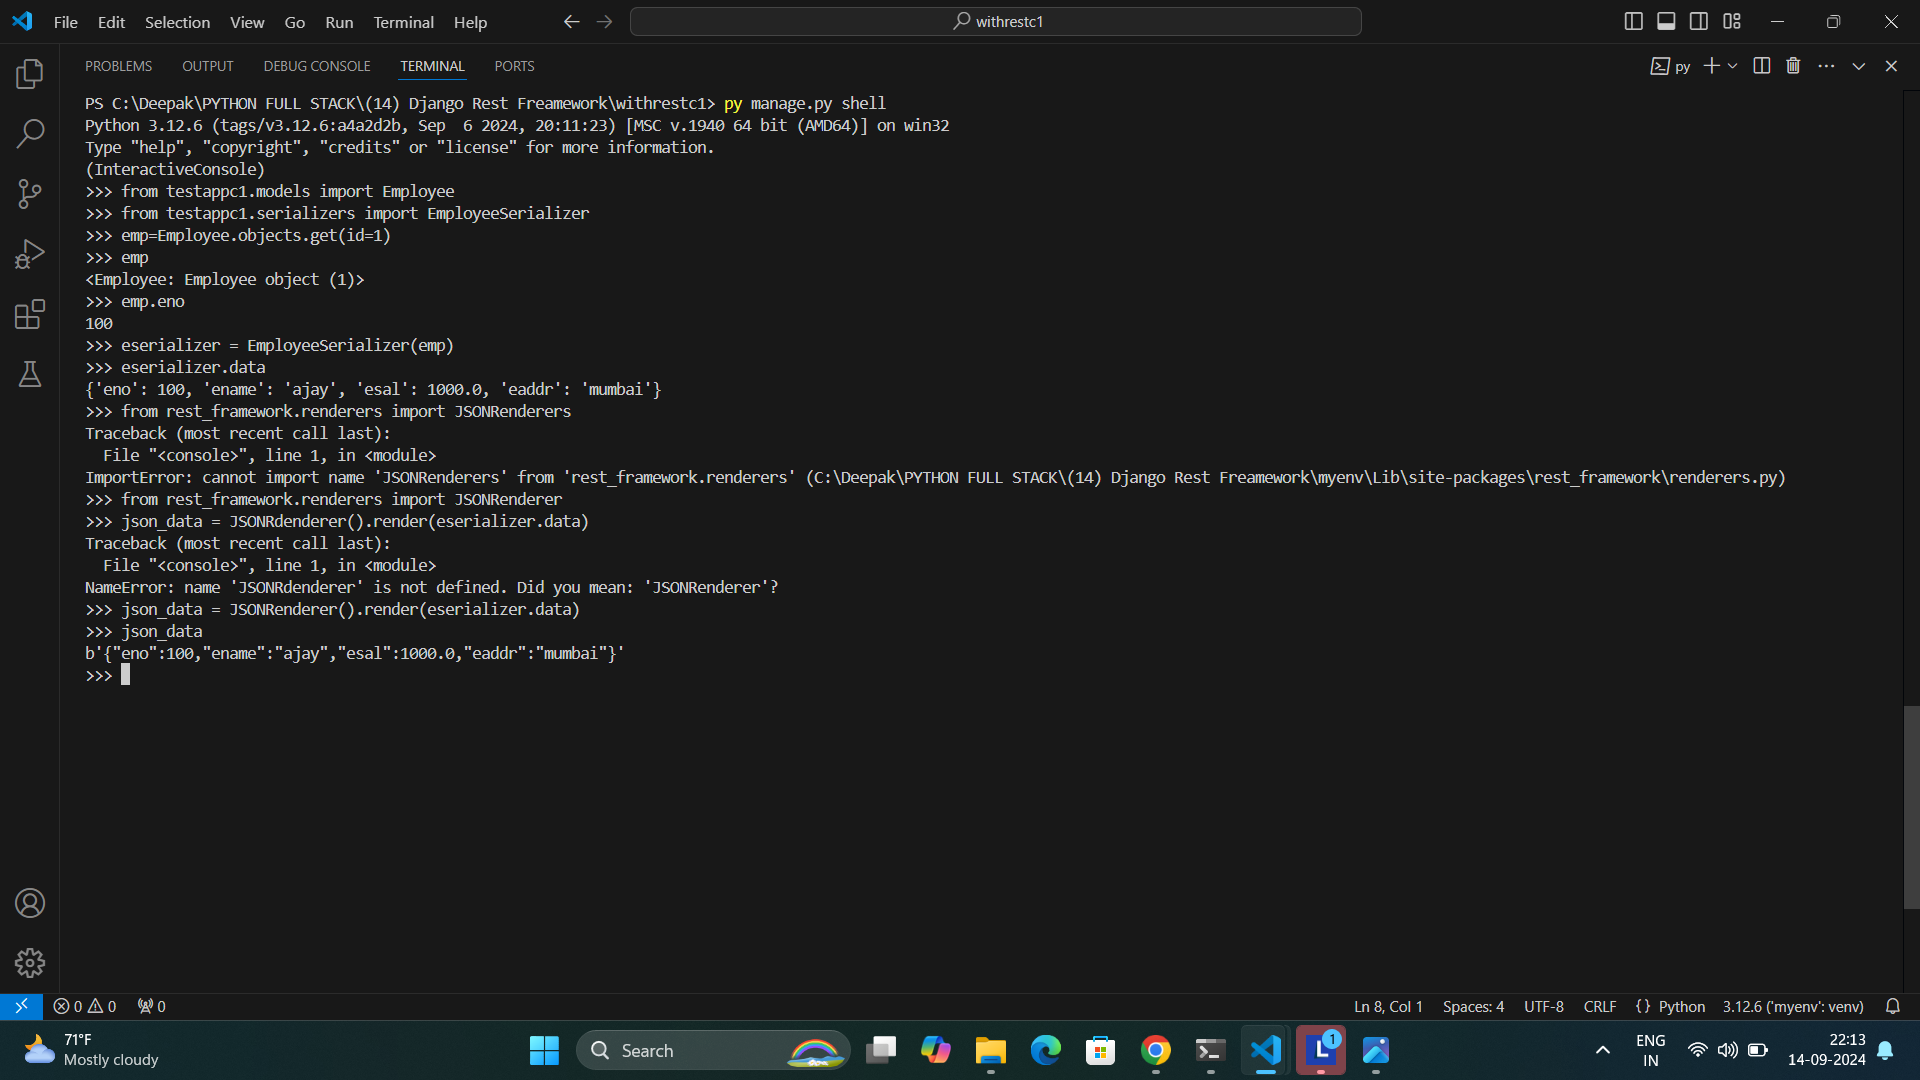 File Edit Selection View Go Run Terminal Help
withrestc1
PROBLEMS OUTPUT DEBUG CONSOLE TERMINAL PORTS
py
PS C:\Deepak\PYTHON FULL STACK\(14) Django Rest Freamework\withrestc1> py manage.py shell
Python 3.12.6 (tags/v3.12.6:a4a2d2b, Sep  6 2024, 20:11:23) [MSC v.1940 64 bit (AMD64)] on win32
Type "help", "copyright", "credits" or "license" for more information.
(InteractiveConsole)
>>> from testappc1.models import Employee
>>> from testappc1.serializers import EmployeeSerializer
>>> emp=Employee.objects.get(id=1)
>>> emp
<Employee: Employee object (1)>
>>> emp.eno
100
>>> eserializer = EmployeeSerializer(emp)
>>> eserializer.data
{'eno': 100, 'ename': 'ajay', 'esal': 1000.0, 'eaddr': 'mumbai'}
>>> from rest_framework.renderers import JSONRenderers
Traceback (most recent call last):
  File "<console>", line 1, in <module>
ImportError: cannot import name 'JSONRenderers' from 'rest_framework.renderers' (C:\Deepak\PYTHON FULL STACK\(14) Django Rest Freamework\myenv\Lib\site-packages\rest_framework\renderers.py)
>>> from rest_framework.renderers import JSONRenderer
>>> json_data = JSONRdenderer().render(eserializer.data)
Traceback (most recent call last):
  File "<console>", line 1, in <module>
NameError: name 'JSONRdenderer' is not defined. Did you mean: 'JSONRenderer'?
>>> json_data = JSONRenderer().render(eserializer.data)
>>> json_data
b'{"eno":100,"ename":"ajay","esal":1000.0,"eaddr":"mumbai"}'
>>>
0 0 0
Ln 8, Col 1 Spaces: 4 UTF-8 CRLF {} Python 3.12.6 ('myenv': venv)
71°F
Mostly cloudy
Search
L 1
ENG
IN
22:13
14-09-2024